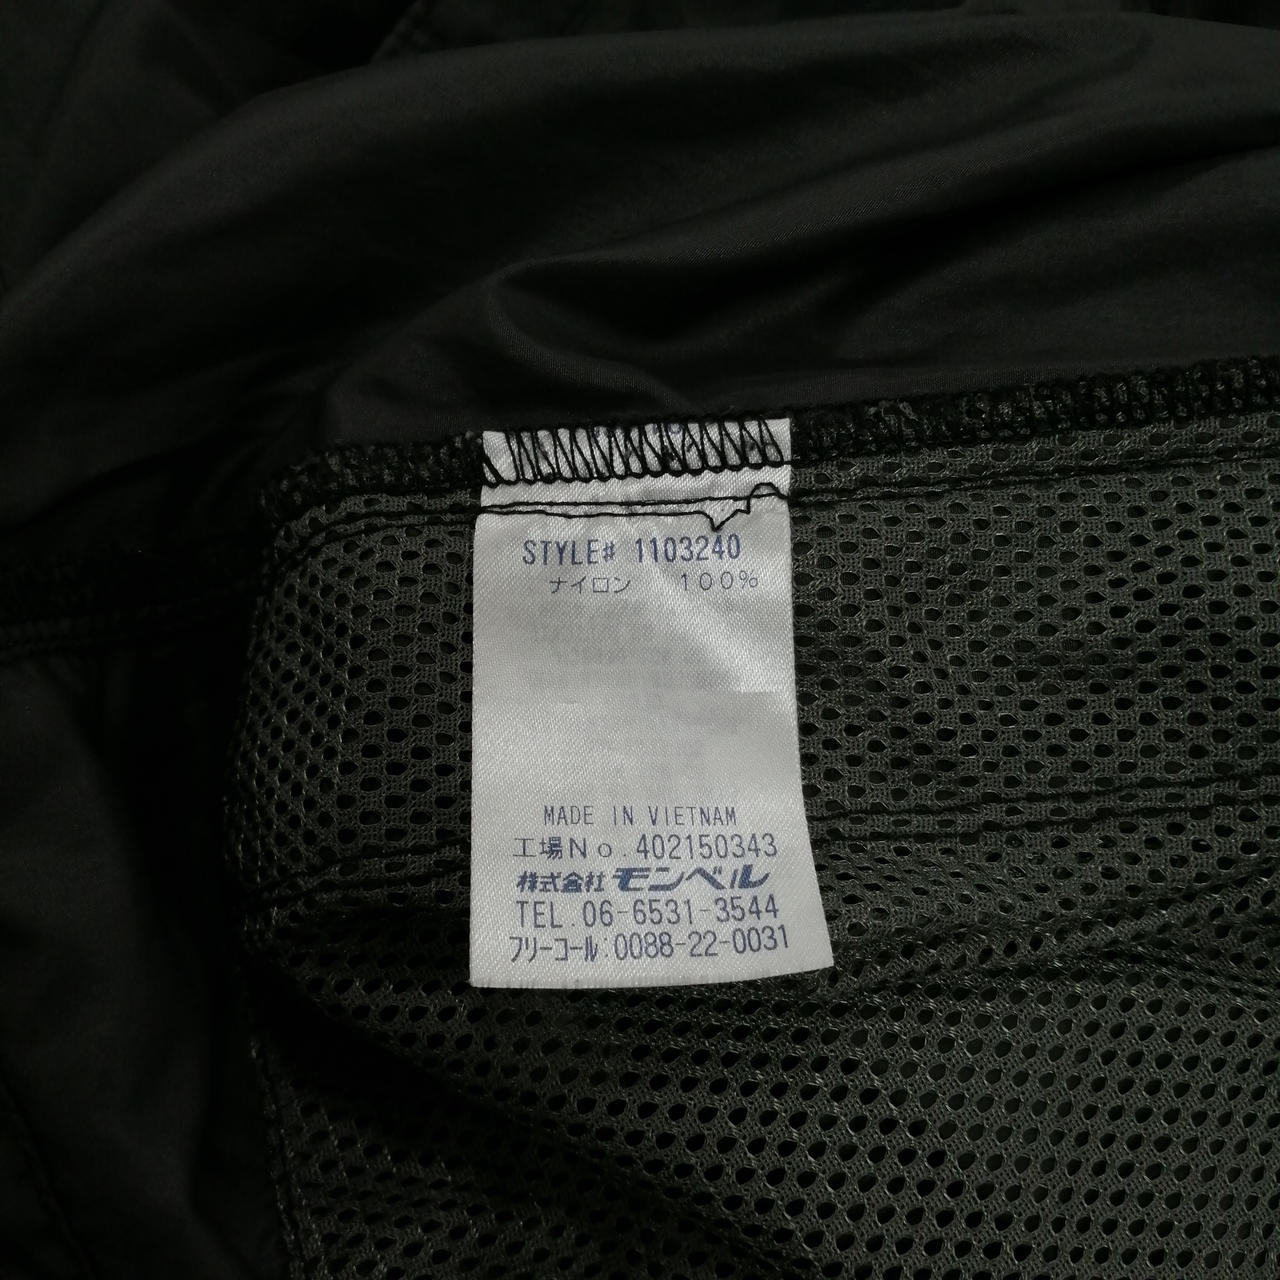 STYLE# 1103240
ナイロン 100%
MADE IN VIETNAM
工場No.402150343
株式会社 モンベル
TEL.06-6531-3544
フリーコール:0088-22-0031